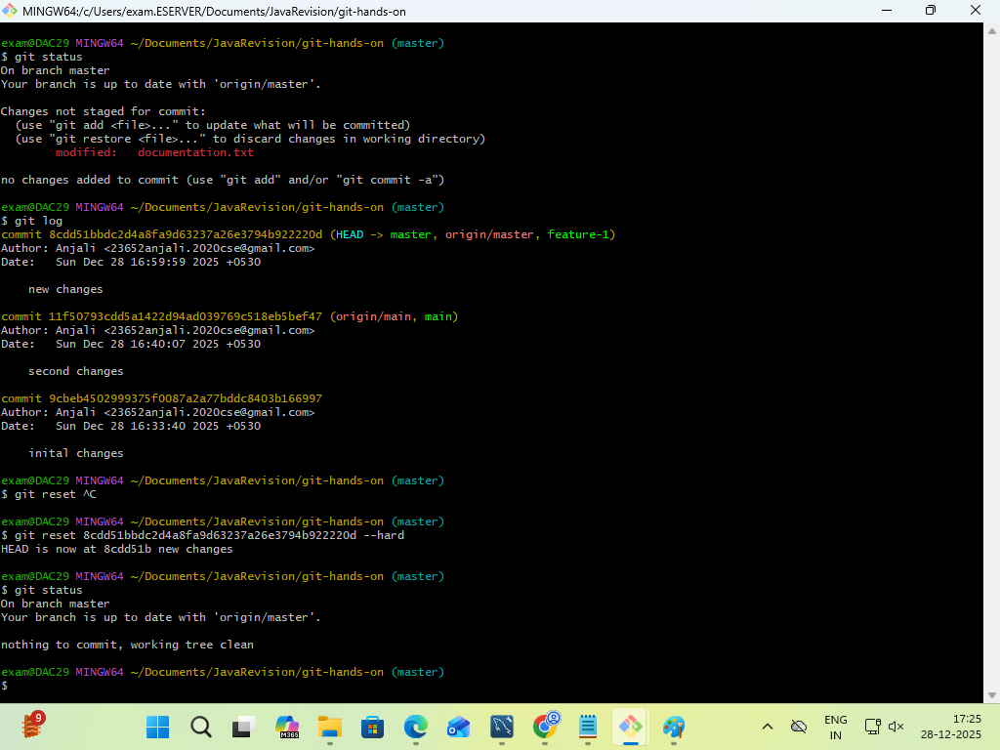 MINGW64:/c/Users/exam.ESERVER/Documents/JavaRevision/git-hands-on
exam@DAC29 MINGW64 ~/Documents/JavaRevision/git-hands-on (master)
$ git status
On branch master
Your branch is up to date with 'origin/master'.
Changes not staged for commit:
  (use "git add <file>..." to update what will be committed)
  (use "git restore <file>..." to discard changes in working directory)
        modified:   documentation.txt
no changes added to commit (use "git add" and/or "git commit -a")
exam@DAC29 MINGW64 ~/Documents/JavaRevision/git-hands-on (master)
$ git log
commit 8cdd51bbdc2d4a8fa9d63237a26e3794b922220d (HEAD -> master, origin/master, feature-1)
Author: Anjali <23652anjali.2020cse@gmail.com>
Date:   Sun Dec 28 16:59:59 2025 +0530
    new changes
commit 11f50793cdd5a1422d94ad039769c518eb5bef47 (origin/main, main)
Author: Anjali <23652anjali.2020cse@gmail.com>
Date:   Sun Dec 28 16:40:07 2025 +0530
    second changes
commit 9cbeb4502999375f0087a2a77bddc8403b166997
Author: Anjali <23652anjali.2020cse@gmail.com>
Date:   Sun Dec 28 16:33:40 2025 +0530
    inital changes
exam@DAC29 MINGW64 ~/Documents/JavaRevision/git-hands-on (master)
$ git reset ^C
exam@DAC29 MINGW64 ~/Documents/JavaRevision/git-hands-on (master)
$ git reset 8cdd51bbdc2d4a8fa9d63237a26e3794b922220d --hard
HEAD is now at 8cdd51b new changes
exam@DAC29 MINGW64 ~/Documents/JavaRevision/git-hands-on (master)
$ git status
On branch master
Your branch is up to date with 'origin/master'.
nothing to commit, working tree clean
exam@DAC29 MINGW64 ~/Documents/JavaRevision/git-hands-on (master)
$
9
M365
ENG
IN
17:25
28-12-2025